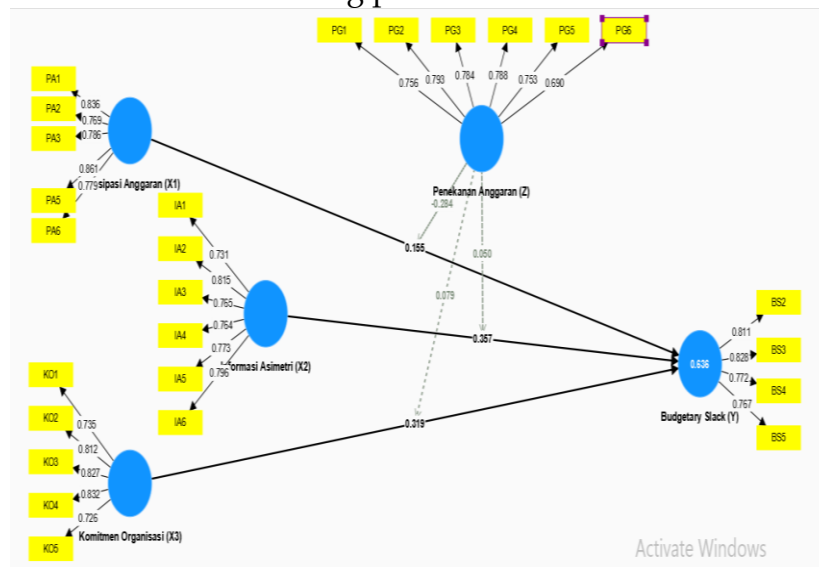 PG1 PG2 PG3 PG4 PG5 PG6
0.756 0.793 0.784 0.788 0.753 0.690
PA1
PA2
PA3
PA5
PA6
0.836
0.769
0.786
0.861
0.779
sipasi Anggaran (X1)
Penekanan Anggaran (Z)
-0.284
0.050
0.079
0.155
0.357
0.319
IA1
IA2
IA3
IA4
IA5
IA6
0.731
0.815
0.765
0.764
0.773
0.796
formasi Asimetri (X2)
KO1
KO2
KO3
KO4
KO5
0.735
0.812
0.827
0.832
0.726
Komitmen Organisasi (X3)
0.636
Budgetary Slack (Y)
BS2
BS3
BS4
BS5
0.811
0.828
0.772
0.767
Activate Windows